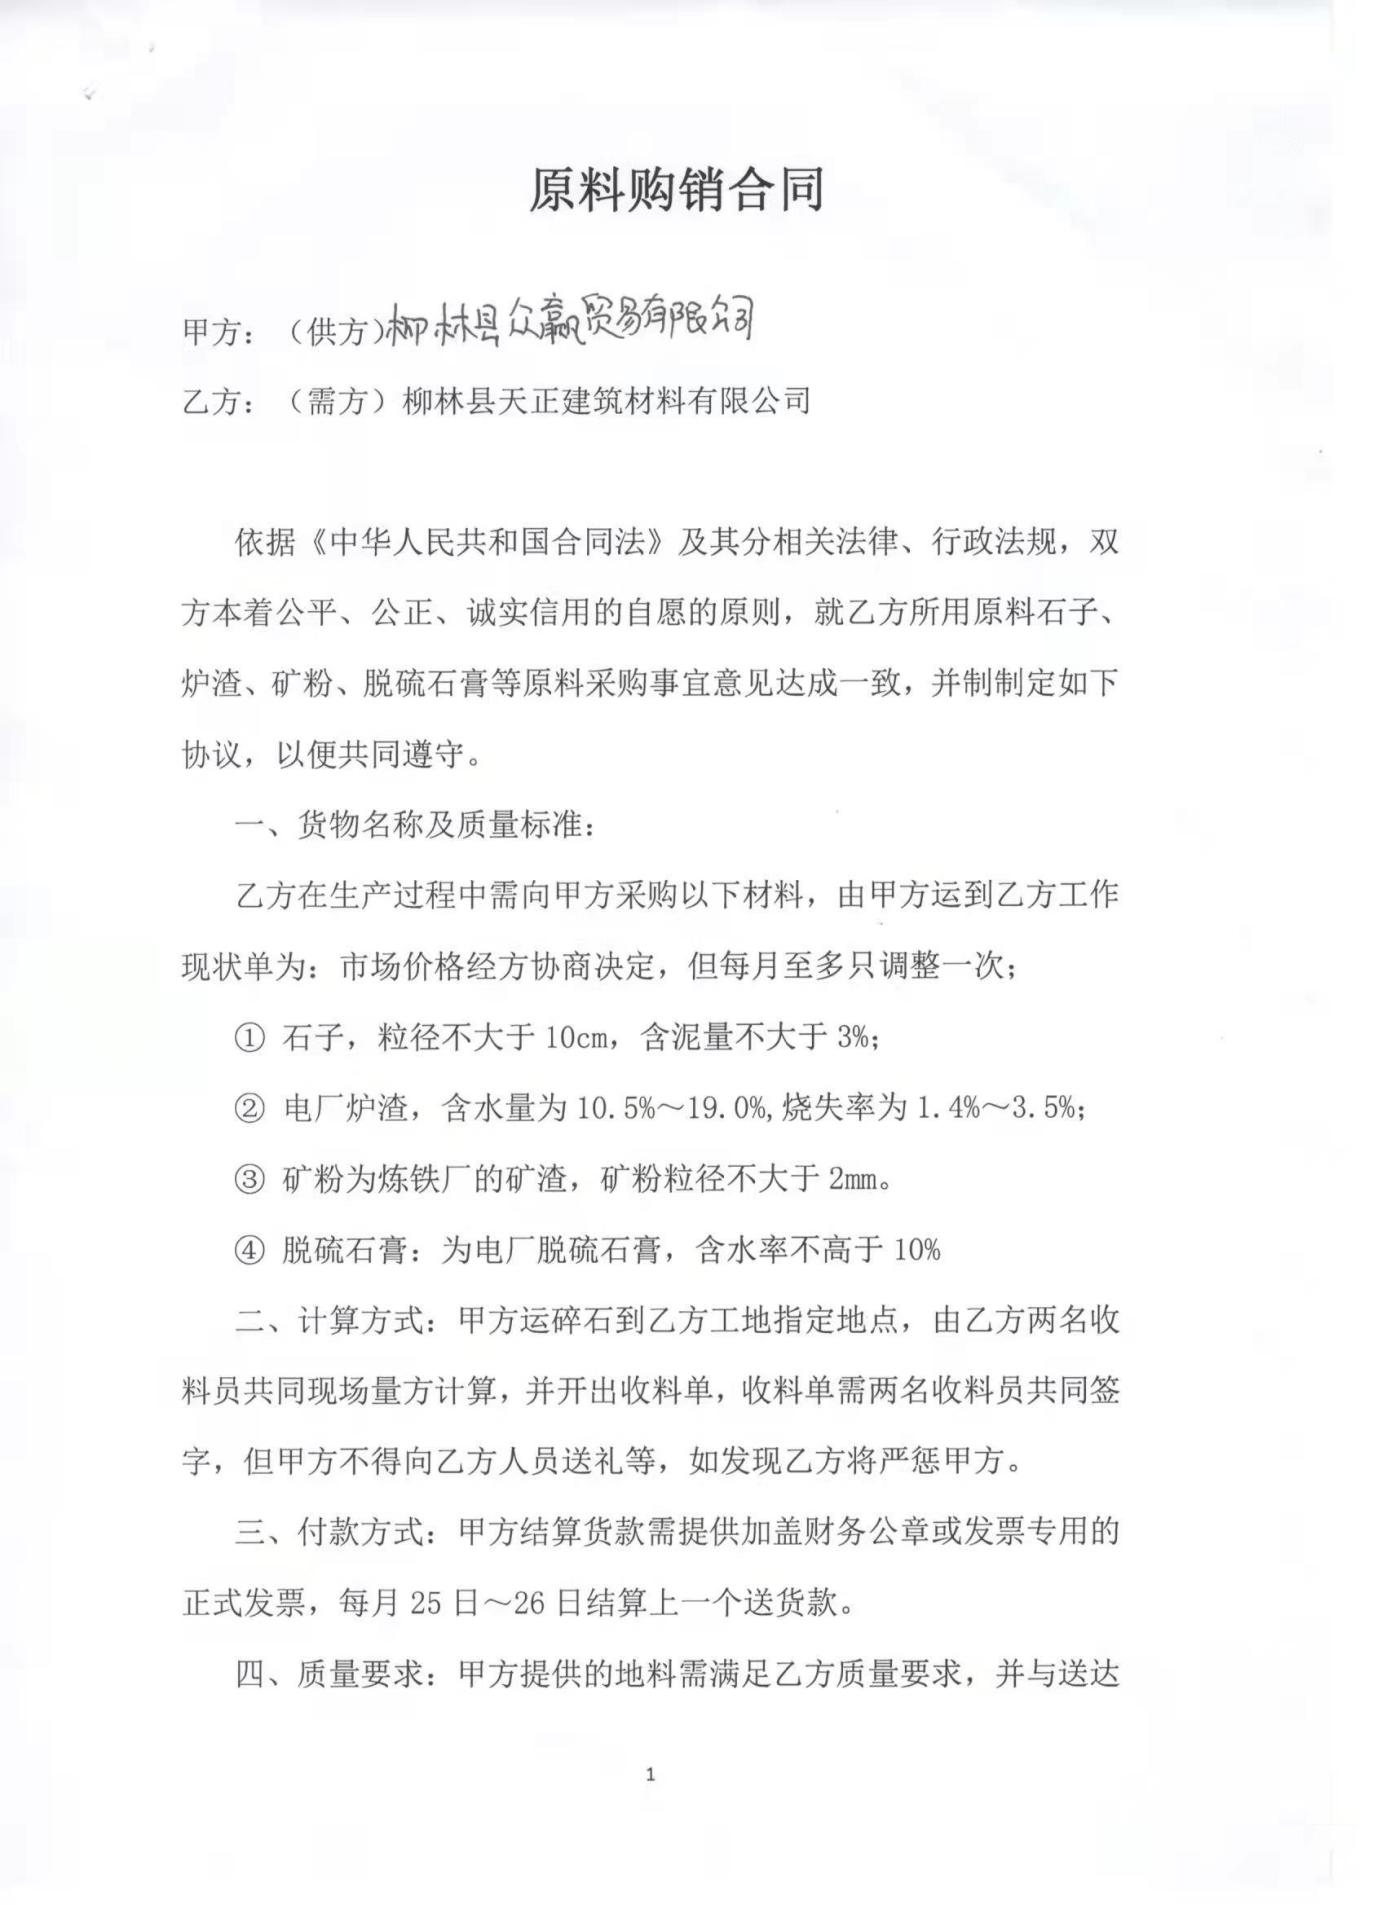 原料购销合同
甲方：（供方）柳林县众赢贸易有限公司
乙方：（需方）柳林县天正建筑材料有限公司
依据《中华人民共和国合同法》及其分相关法律、行政法规，双
方本着公平、公正、诚实信用的自愿的原则，就乙方所用原料石子、
炉渣、矿粉、脱硫石膏等原料采购事宜意见达成一致，并制制定如下
协议，以便共同遵守。
一、货物名称及质量标准：
乙方在生产过程中需向甲方采购以下材料，由甲方运到乙方工作
现状单为：市场价格经方协商决定，但每月至多只调整一次；
① 石子，粒径不大于10cm，含泥量不大于3%；
② 电厂炉渣，含水量为10.5%～19.0%,烧失率为1.4%～3.5%；
③ 矿粉为炼铁厂的矿渣，矿粉粒径不大于2mm。
④ 脱硫石膏：为电厂脱硫石膏，含水率不高于10%
二、计算方式：甲方运碎石到乙方工地指定地点，由乙方两名收
料员共同现场量方计算，并开出收料单，收料单需两名收料员共同签
字，但甲方不得向乙方人员送礼等，如发现乙方将严惩甲方。
三、付款方式：甲方结算货款需提供加盖财务公章或发票专用的
正式发票，每月25日～26日结算上一个送货款。
四、质量要求：甲方提供的地料需满足乙方质量要求，并与送达
1